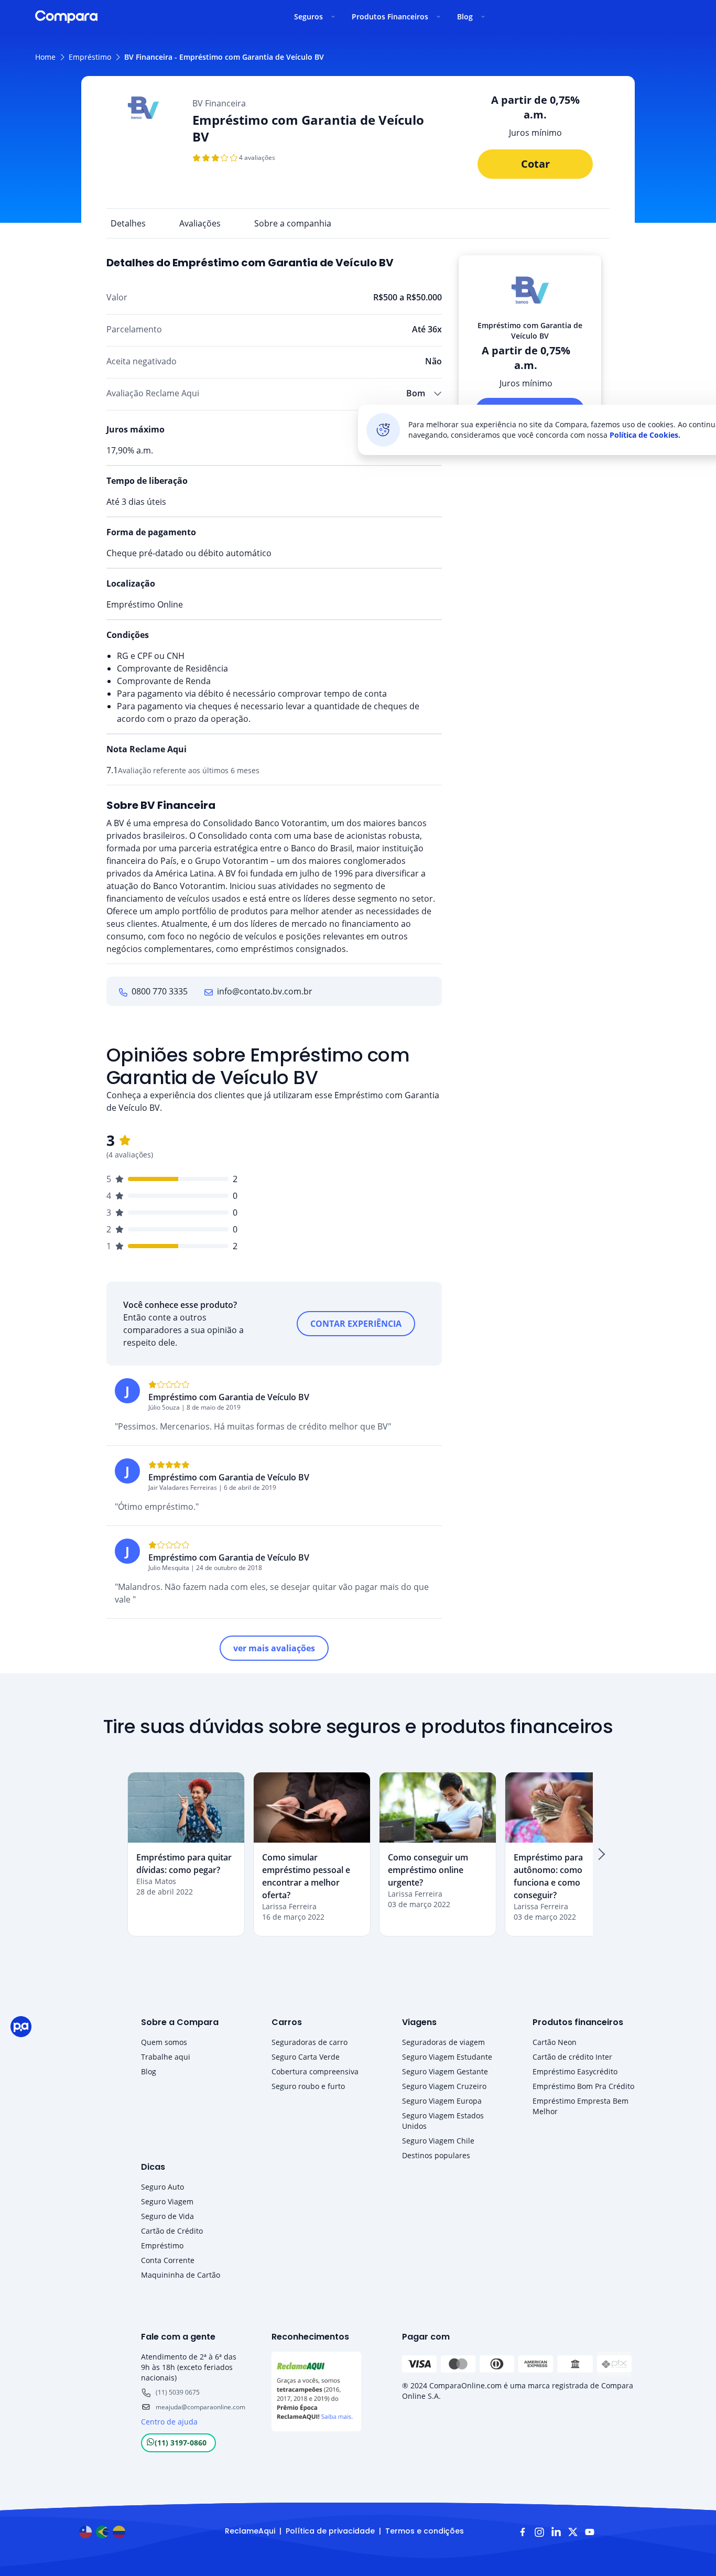 Compara
Seguros
Produtos Financeiros
Blog
Home
Empréstimo
BV Financeira - Empréstimo com Garantia de Veículo BV
BV
banco
BV Financeira
Empréstimo com Garantia de Veículo
BV
4 avaliações
A partir de 0,75%
a.m.
Juros mínimo
Cotar
Detalhes
Avaliações
Sobre a companhia
Detalhes do Empréstimo com Garantia de Veículo BV
Valor
R$500 a R$50.000
Parcelamento
Até 36x
Aceita negativado
Não
Avaliação Reclame Aqui
Bom
BV
banco
Empréstimo com Garantia de
Veículo BV
A partir de 0,75%
a.m.
Juros mínimo
Para melhorar sua experiência no site da Compara, fazemos uso de cookies. Ao continu
navegando, consideramos que você concorda com nossa Política de Cookies.
Juros máximo
17,90% a.m.
Tempo de liberação
Até 3 dias úteis
Forma de pagamento
Cheque pré-datado ou débito automático
Localização
Empréstimo Online
Condições
RG e CPF ou CNH
Comprovante de Residência
Comprovante de Renda
Para pagamento via débito é necessário comprovar tempo de conta
Para pagamento via cheques é necessario levar a quantidade de cheques de
acordo com o prazo da operação.
Nota Reclame Aqui
7.1Avaliação referente aos últimos 6 meses
Sobre BV Financeira
A BV é uma empresa do Consolidado Banco Votorantim, um dos maiores bancos
privados brasileiros. O Consolidado conta com uma base de acionistas robusta,
formada por uma parceria estratégica entre o Banco do Brasil, maior instituição
financeira do País, e o Grupo Votorantim – um dos maiores conglomerados
privados da América Latina. A BV foi fundada em julho de 1996 para diversificar a
atuação do Banco Votorantim. Iniciou suas atividades no segmento de
financiamento de veículos usados e está entre os líderes desse segmento no setor.
Oferece um amplo portfólio de produtos para melhor atender as necessidades de
seus clientes. Atualmente, é um dos líderes de mercado no financiamento ao
consumo, com foco no negócio de veículos e posições relevantes em outros
negócios complementares, como empréstimos consignados.
0800 770 3335
info@contato.bv.com.br
Opiniões sobre Empréstimo com
Garantia de Veículo BV
Conheça a experiência dos clientes que já utilizaram esse Empréstimo com Garantia
de Veículo BV.
3
(4 avaliações)
5 2
4 0
3 0
2 0
1 2
Você conhece esse produto?
Então conte a outros
comparadores a sua opinião a
respeito dele.
CONTAR EXPERIÊNCIA
J
Empréstimo com Garantia de Veículo BV
Júlio Souza | 8 de maio de 2019
"Pessimos. Mercenarios. Há muitas formas de crédito melhor que BV"
J
Empréstimo com Garantia de Veículo BV
Jair Valadares Ferreiras | 6 de abril de 2019
"Ótimo empréstimo."
J
Empréstimo com Garantia de Veículo BV
Julio Mesquita | 24 de outubro de 2018
"Malandros. Não fazem nada com eles, se desejar quitar vão pagar mais do que
vale "
ver mais avaliações
Tire suas dúvidas sobre seguros e produtos financeiros
Empréstimo para quitar
dívidas: como pegar?
Elisa Matos
28 de abril 2022
Como simular
empréstimo pessoal e
encontrar a melhor
oferta?
Larissa Ferreira
16 de março 2022
Como conseguir um
empréstimo online
urgente?
Larissa Ferreira
03 de março 2022
Empréstimo para
autônomo: como
funciona e como
conseguir?
Larissa Ferreira
03 de março 2022
pa
Sobre a Compara
Quem somos
Trabalhe aqui
Blog
Carros
Seguradoras de carro
Seguro Carta Verde
Cobertura compreensiva
Seguro roubo e furto
Viagens
Seguradoras de viagem
Seguro Viagem Estudante
Seguro Viagem Gestante
Seguro Viagem Cruzeiro
Seguro Viagem Europa
Seguro Viagem Estados
Unidos
Seguro Viagem Chile
Destinos populares
Produtos financeiros
Cartão Neon
Cartão de crédito Inter
Empréstimo Easycrédito
Empréstimo Bom Pra Crédito
Empréstimo Empresta Bem
Melhor
Dicas
Seguro Auto
Seguro Viagem
Seguro de Vida
Cartão de Crédito
Empréstimo
Conta Corrente
Maquininha de Cartão
Fale com a gente
Atendimento de 2ª à 6ª das
9h às 18h (exceto feriados
nacionais)
(11) 5039 0675
meajuda@comparaonline.com
Centro de ajuda
(11) 3197-0860
Reconhecimentos
ReclameAQUI
Graças a vocês, somos
tetracampeões (2016,
2017, 2018 e 2019) do
Prêmio Época
ReclameAQUI! Saiba mais.
Pagar com
VISA
AMERICAN
EXPRESS
pix
® 2024 ComparaOnline.com é uma marca registrada de Compara
Online S.A.
ReclameAqui | Política de privacidade | Termos e condições